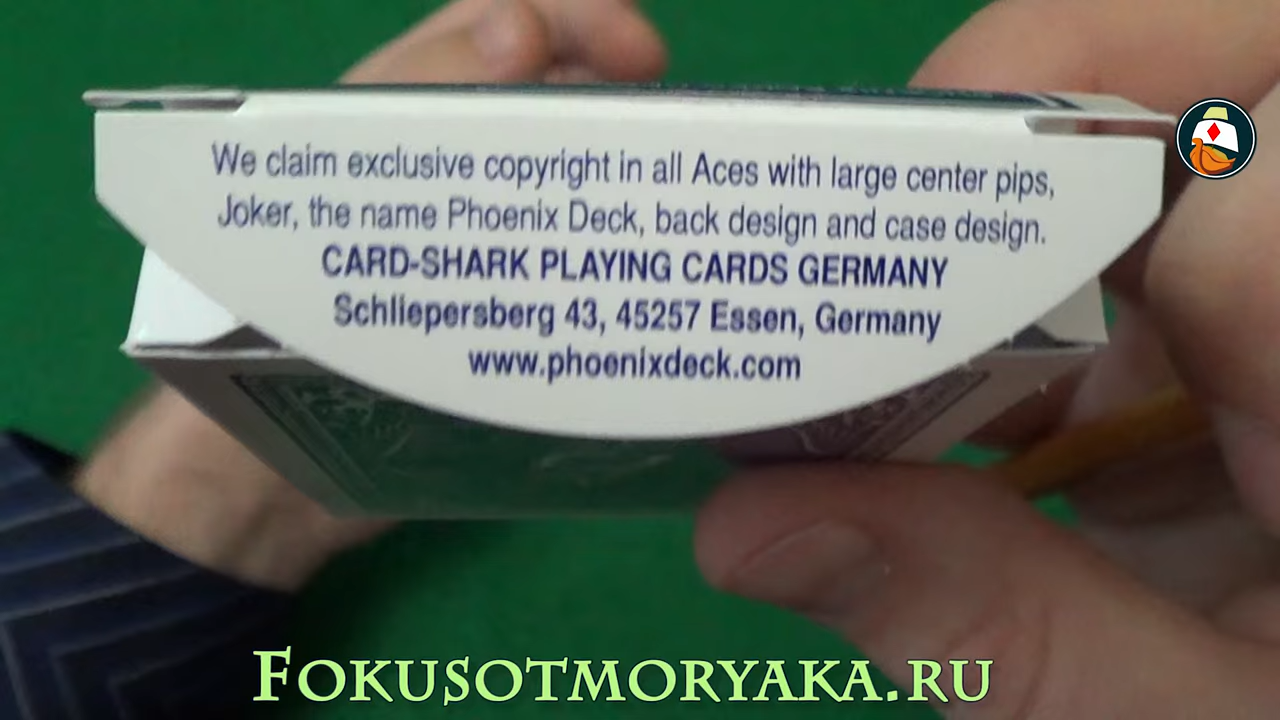 We claim exclusive copyright in all Aces with large center pips,
Joker, the name Phoenix Deck, back design and case design.
CARD-SHARK PLAYING CARDS GERMANY
Schliepersberg 43, 45257 Essen, Germany
www.phoenixdeck.com
FOKUSOTMORYAKA.RU